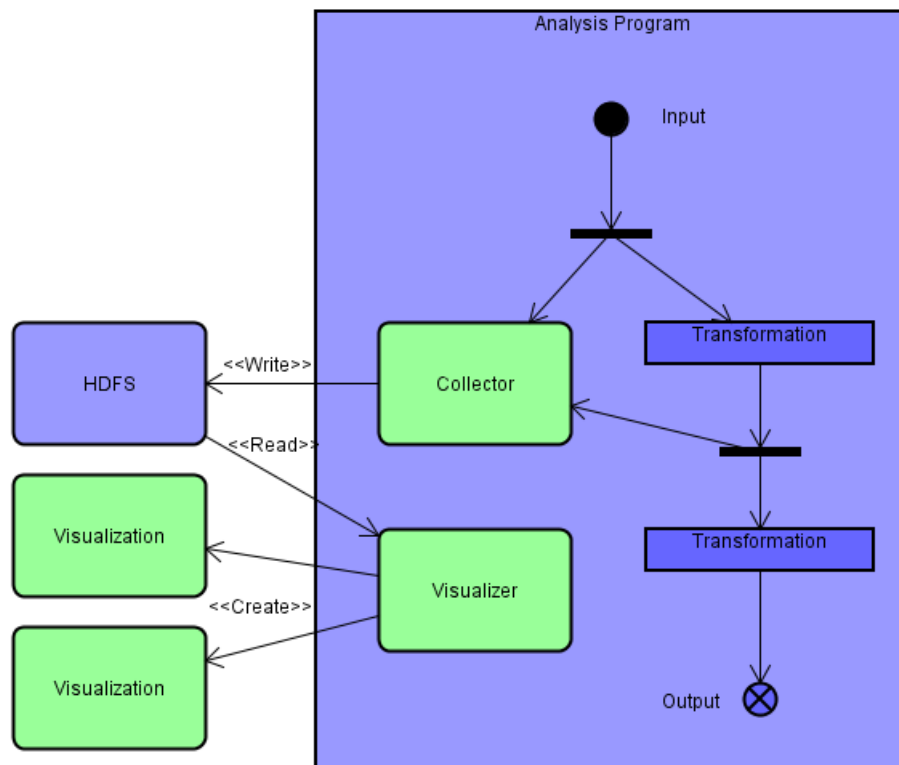 Analysis Program
Input
Transformation
<<Write>>
HDFS
Collector
<<Read>>
Visualization
Transformation
Visualizer
<<Create>>
Visualization
Output